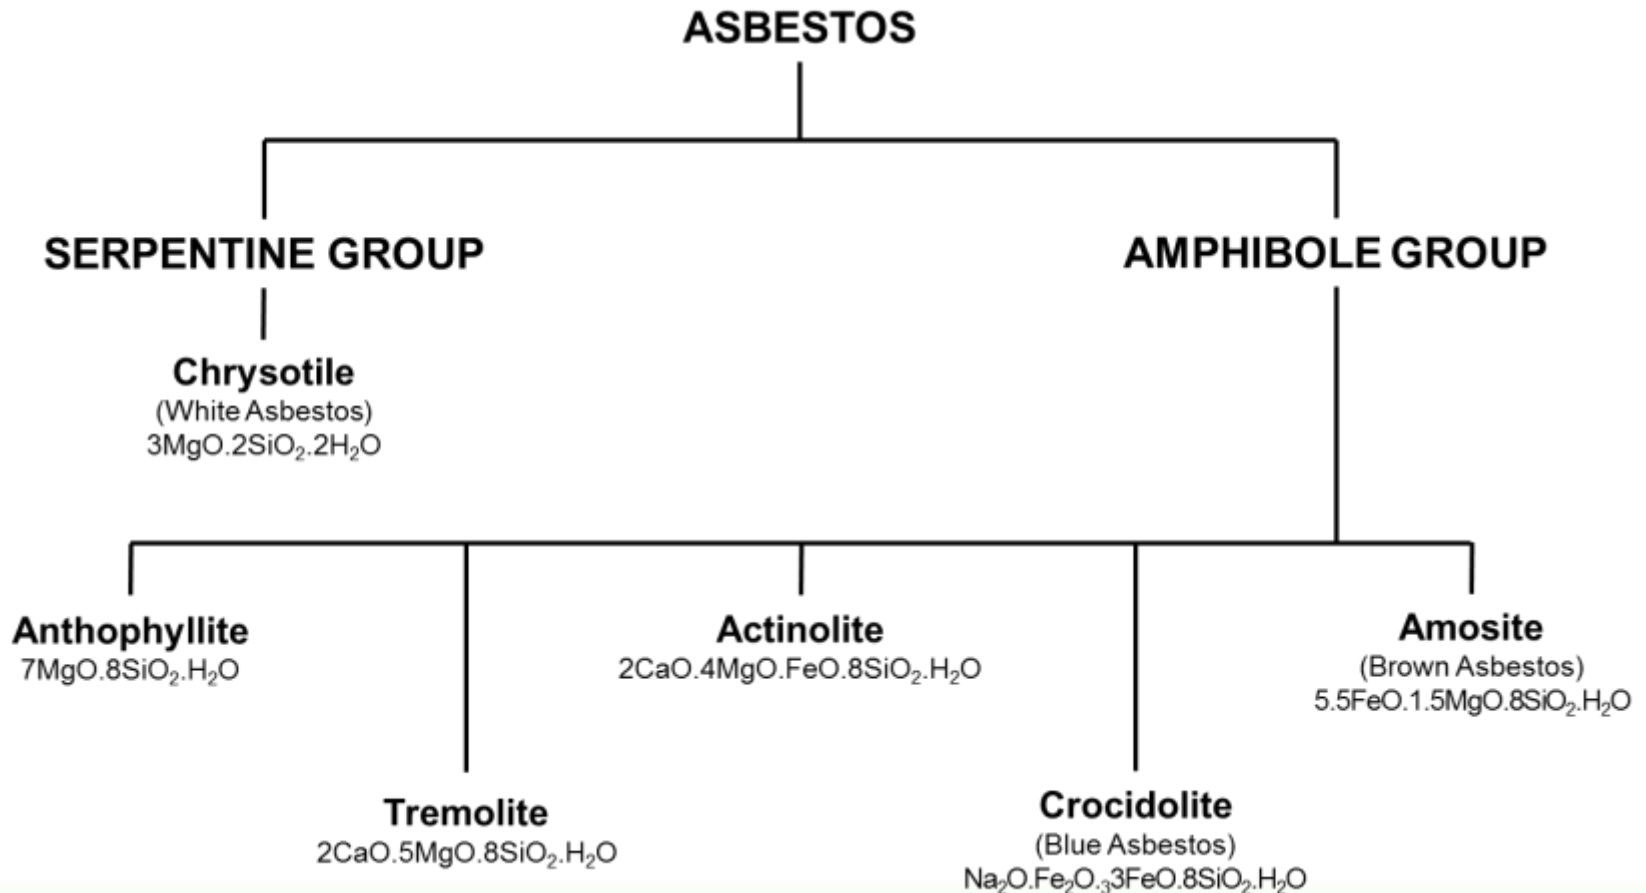 ASBESTOS
SERPENTINE GROUP
AMPHIBOLE GROUP
Chrysotile
(White Asbestos)
3MgO.2SiO₂.2H₂O
Anthophyllite
7MgO.8SiO₂.H₂O
Actinolite
2CaO.4MgO.FeO.8SiO₂.H₂O
Amosite
(Brown Asbestos)
5.5FeO.1.5MgO.8SiO₂.H₂O
Tremolite
2CaO.5MgO.8SiO₂.H₂O
Crocidolite
(Blue Asbestos)
Na₂O.Fe₂O.₃3FeO.8SiO₂.H₂O